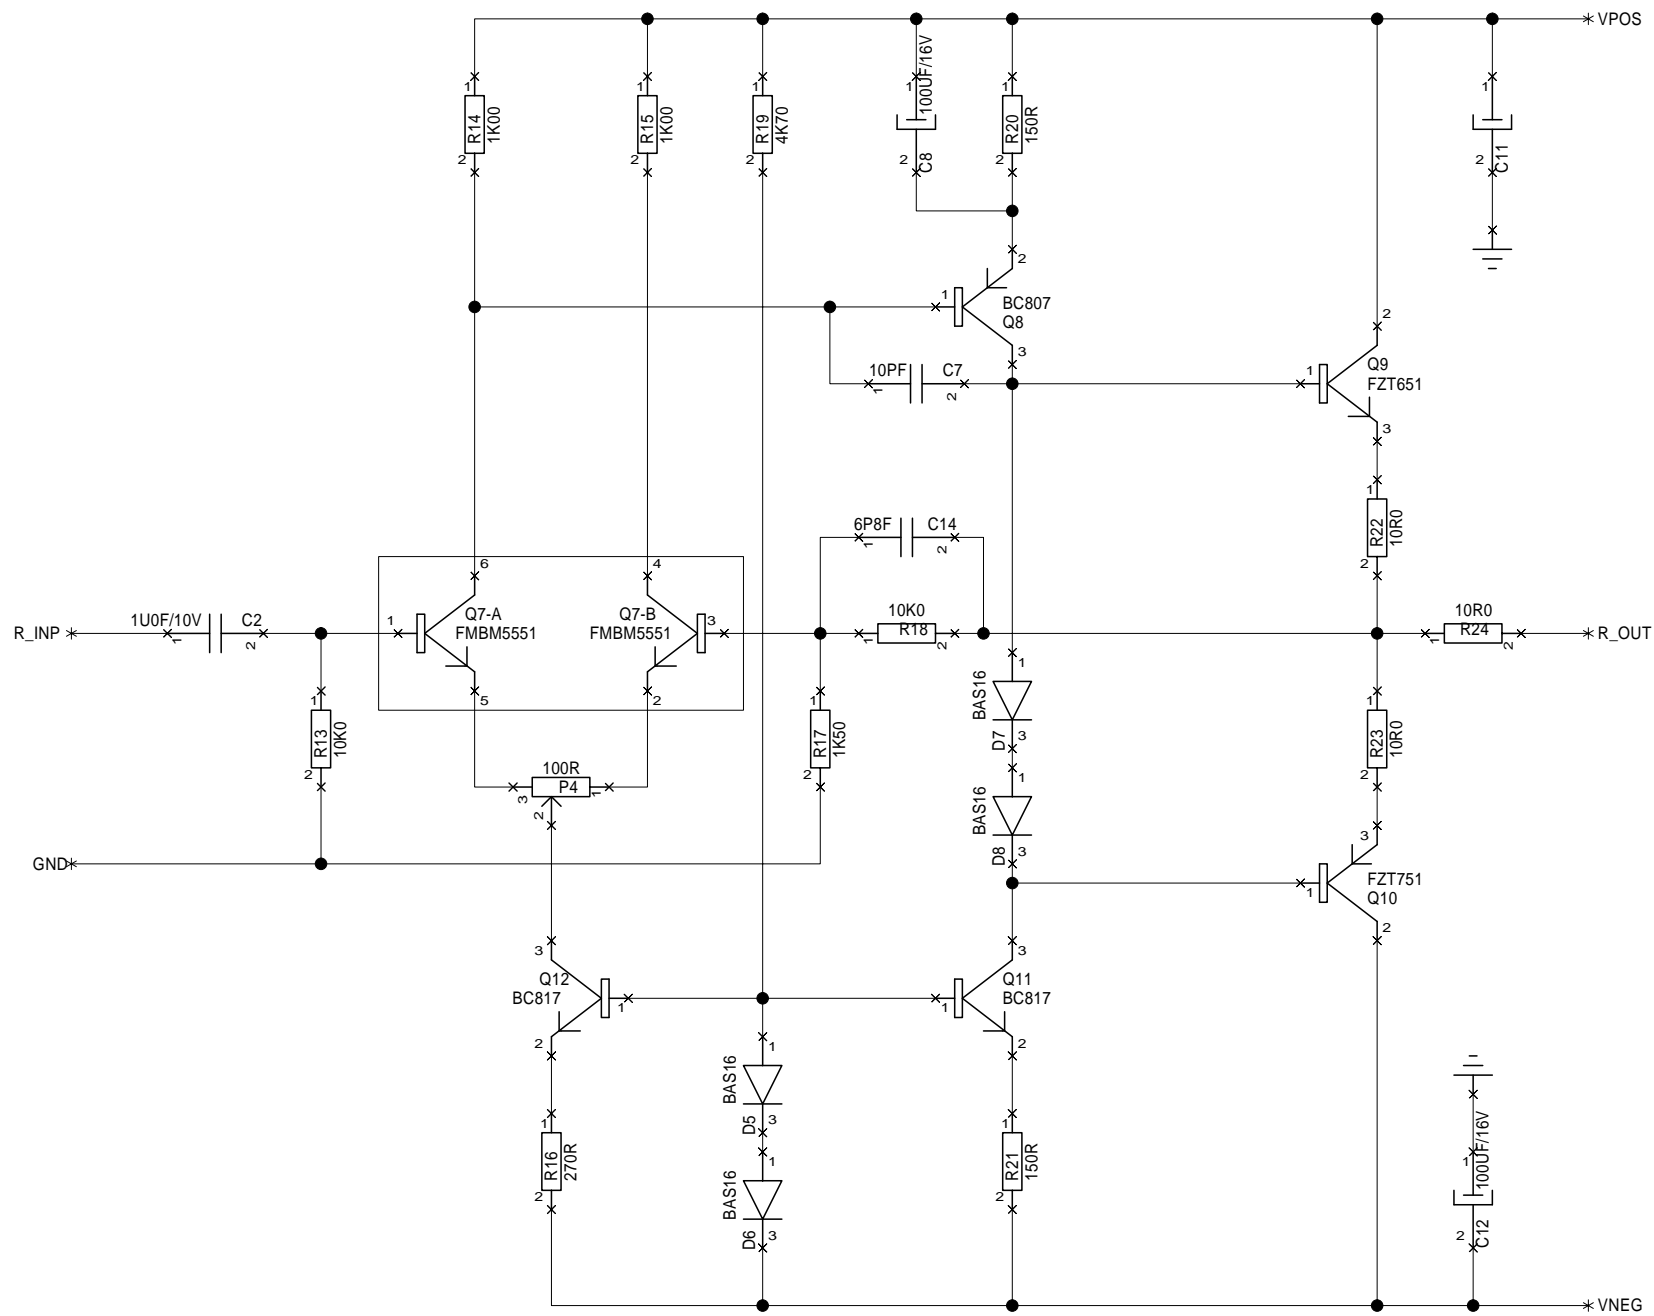 VPOS
1
R14
1K00
2
1
R15
1K00
2
1
R19
4K70
2
1
100UF/16V
2
C8
1
R20
150R
2
1
2
C11
2
1
BC807
Q8
3
10PF
C7
1
2
2
1
Q9
FZT651
3
1
R22
10R0
2
6P8F
C14
1
2
6
4
R_INP
1U0F/10V
C2
1
2
1
Q7-A
FMBM5551
Q7-B
FMBM5551
3
5
2
10K0
R18
1
2
10R0
R24
1
2
R_OUT
1
R13
10K0
2
1
R17
1K50
2
1
BAS16
D7
3
1
BAS16
D8
3
1
R23
10R0
2
100R
P4
3
1
2
GND
3
1
FZT751
Q10
2
3
Q12
BC817
1
2
3
1
Q11
BC817
2
1
BAS16
D5
3
1
BAS16
D6
3
1
R16
270R
2
1
R21
150R
2
1
100UF/16V
2
C12
VNEG